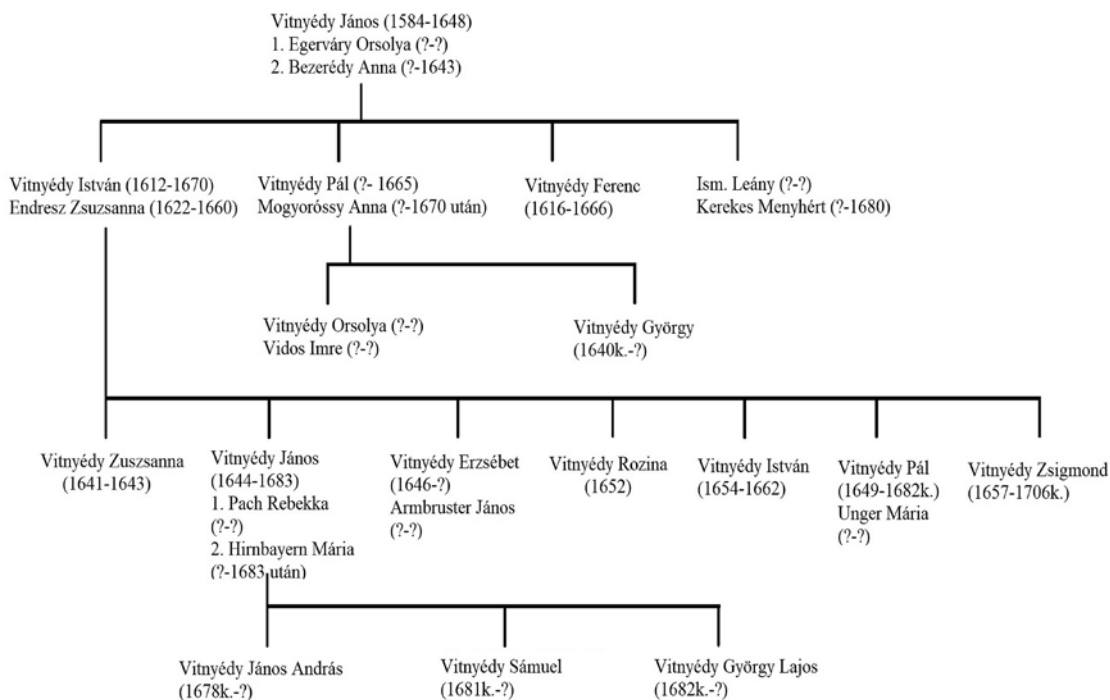 Vitnyédy János (1584-1648)
1. Egerváry Orsolya (?-?)
2. Bezerédy Anna (?-1643)
Vitnyédy István (1612-1670)
Endresz Zsuzsanna (1622-1660)
Vitnyédy Pál (?- 1665)
Mogyoróssy Anna (?-1670 után)
Vitnyédy Ferenc
(1616-1666)
Ism. Leány (?-?)
Kerekes Menyhért (?-1680)
Vitnyédy Orsolya (?-?)
Vidos Imre (?-?)
Vitnyédy György
(1640k.-?)
Vitnyédy Zuszsanna
(1641-1643)
Vitnyédy János
(1644-1683)
1. Pach Rebekka
(?-?)
2. Hirnbayern Mária
(?-1683 után)
Vitnyédy Erzsébet
(1646-?)
Armbruster János
(?-?)
Vitnyédy Rozina
(1652)
Vitnyédy István
(1654-1662)
Vitnyédy Pál
(1649-1682k.)
Unger Mária
(?-?)
Vitnyédy Zsigmond
(1657-1706k.)
Vitnyédy János András
(1678k.-?)
Vitnyédy Sámuel
(1681k.-?)
Vitnyédy György Lajos
(1682k.-?)